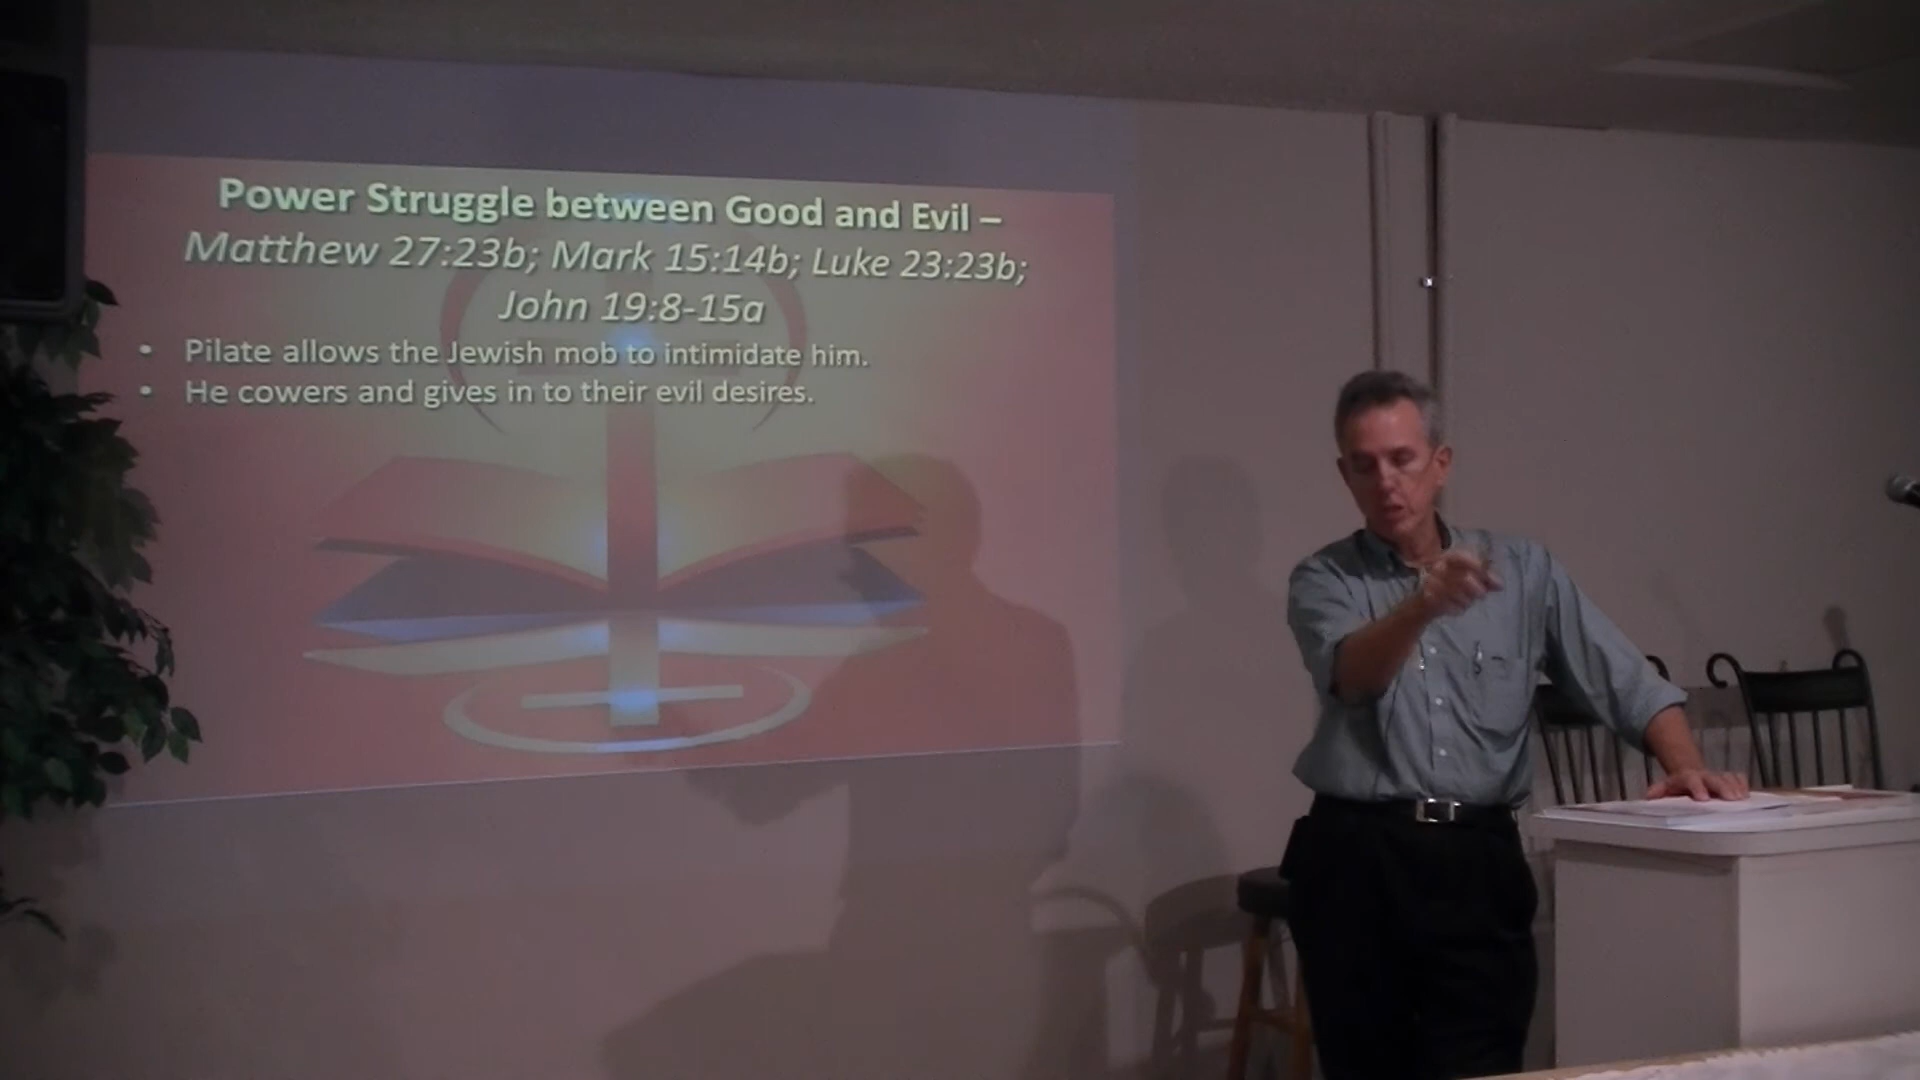 Power Struggle between Good and Evil –
Matthew 27:23b; Mark 15:14b; Luke 23:23b;
John 19:8-15a
• Pilate allows the Jewish mob to intimidate him.
• He cowers and gives in to their evil desires.